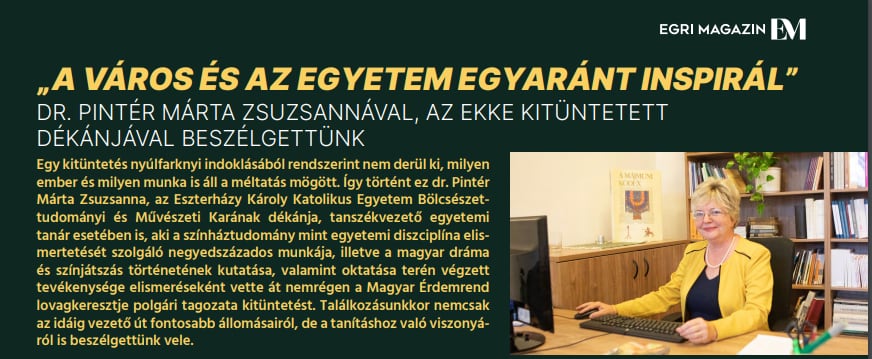 EGRI MAGAZIN EM
„A VÁROS ÉS AZ EGYETEM EGYARÁNT INSPIRÁL”
DR. PINTÉR MÁRTA ZSUZSANNÁVAL, AZ EKKE KITÜNTETETT
DÉKÁNJÁVAL BESZÉLGETTÜNK
Egy kitüntetés nyúlfarknyi indoklásából rendszerint nem derül ki, milyen
ember és milyen munka is áll a méltatás mögött. Így történt ez dr. Pintér
Márta Zsuzsanna, az Eszterházy Károly Katolikus Egyetem Bölcsészet-
tudományi és Művészeti Karának dékánja, tanszékvezető egyetemi
tanár esetében is, aki a színháztudomány mint egyetemi diszciplína elis-
mertetését szolgáló negyedszázados munkája, illetve a magyar dráma
és színjátszás történetének kutatása, valamint oktatása terén végzett
tevékenysége elismeréseként vette át nemrégen a Magyar Érdemrend
lovagkeresztje polgári tagozata kitüntetést. Találkozásunkkor nemcsak
az idáig vezető út fontosabb állomásairól, de a tanításhoz való viszonyá-
ról is beszélgettünk vele.
A MAJMUNI
KÓDEX